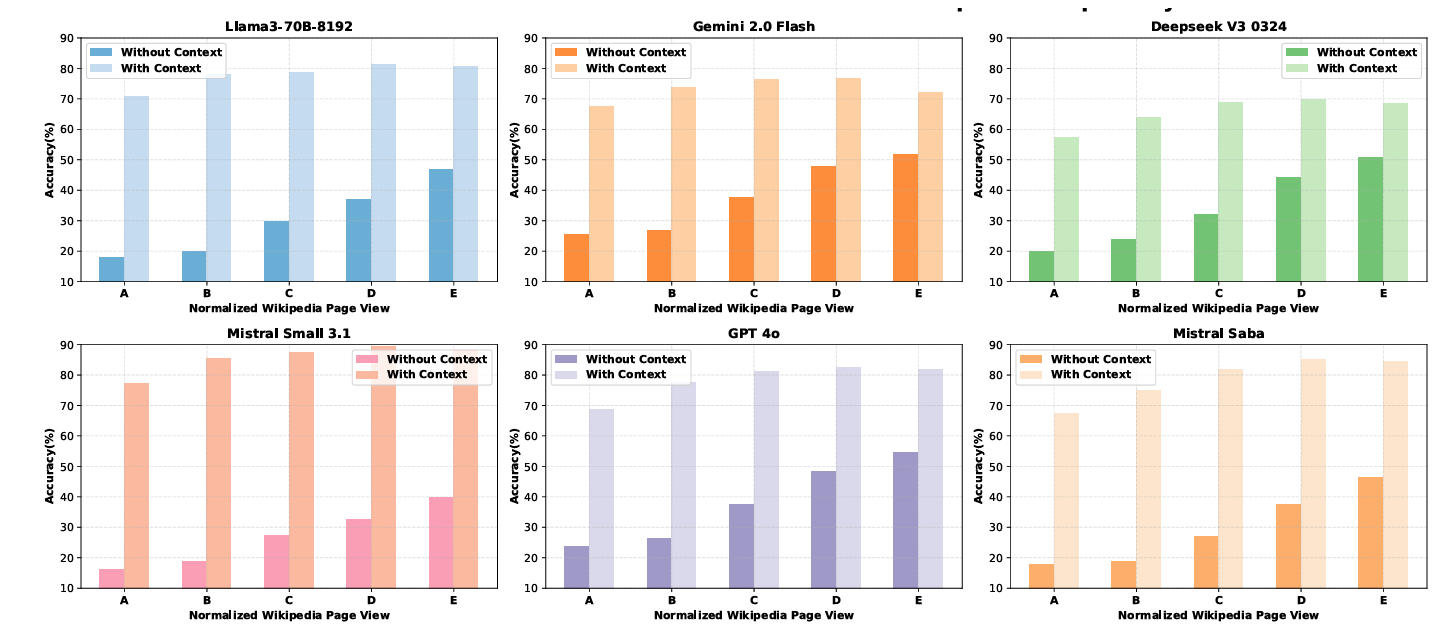 Llama3-70B-8192
90
80
70
60
50
40
30
20
10
Accuracy(%)
Without Context
With Context
A B C D E
Normalized Wikipedia Page View
Gemini 2.0 Flash
90
80
70
60
50
40
30
20
10
Accuracy(%)
Without Context
With Context
A B C D E
Normalized Wikipedia Page View
Deepseek V3 0324
90
80
70
60
50
40
30
20
10
Accuracy(%)
Without Context
With Context
A B C D E
Normalized Wikipedia Page View
Mistral Small 3.1
90
80
70
60
50
40
30
20
10
Accuracy(%)
Without Context
With Context
A B C D E
Normalized Wikipedia Page View
GPT 4o
90
80
70
60
50
40
30
20
10
Accuracy(%)
Without Context
With Context
A B C D E
Normalized Wikipedia Page View
Mistral Saba
90
80
70
60
50
40
30
20
10
Accuracy(%)
Without Context
With Context
A B C D E
Normalized Wikipedia Page View